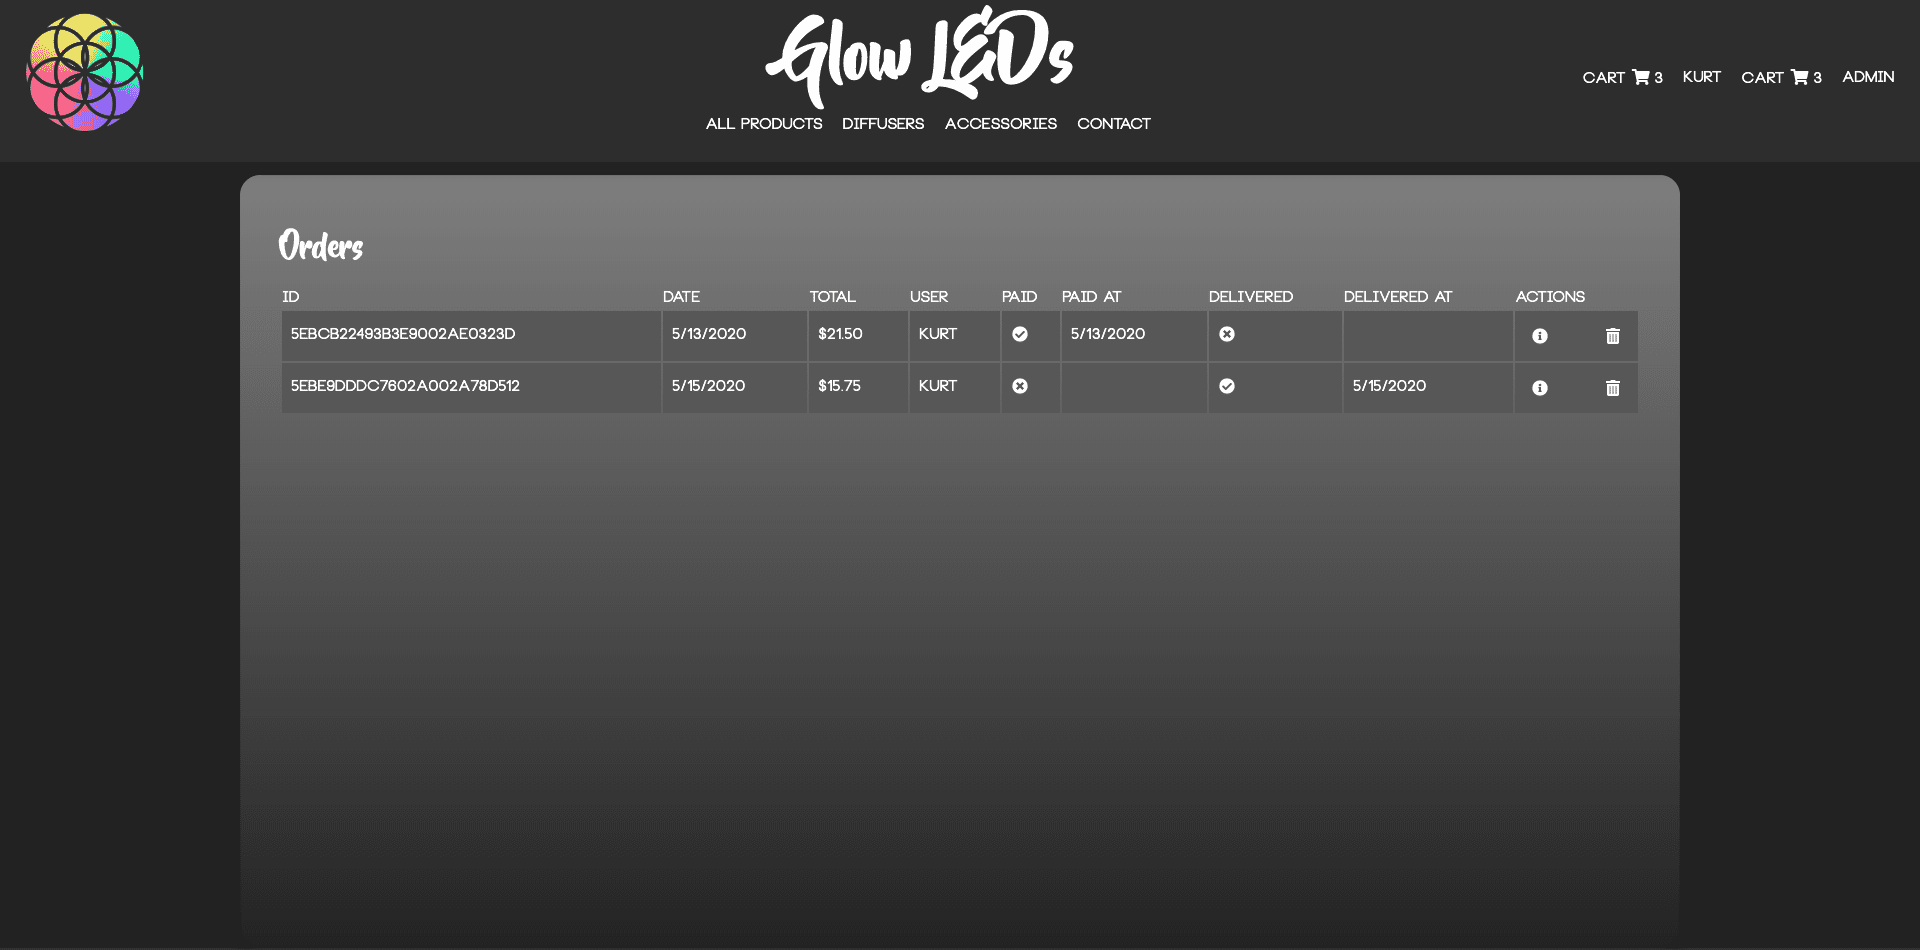 Glow LEDs
CART 3 KURT CART 3 ADMIN
ALL PRODUCTS DIFFUSERS ACCESSORIES CONTACT
Orders
ID DATE TOTAL USER PAID PAID AT DELIVERED DELIVERED AT ACTIONS
5EBCB22493B3E9002AE0323D 5/13/2020 $21.50 KURT 5/13/2020
5EBE9DDDC7602A002A78D512 5/15/2020 $15.75 KURT 5/15/2020